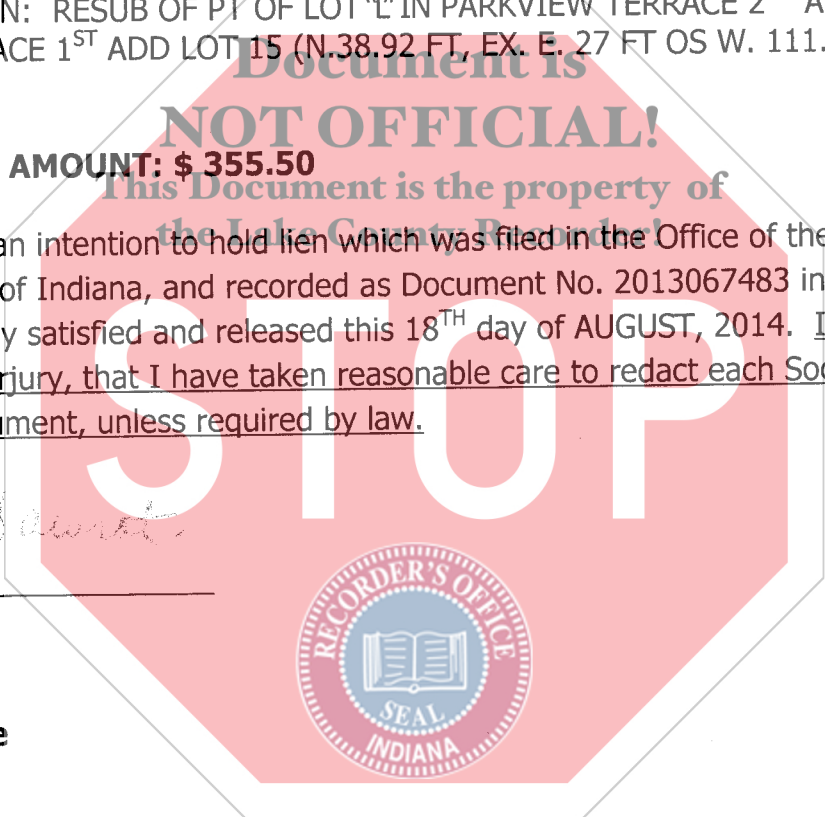 N: RESUB OF PT OF LOT "L" IN PARKVIEW TERRACE 2 A
ACE 1ST ADD LOT 15 (N.38.92 FT, EX. E. 27 FT OS W. 111.
Document is
NOT OFFICIAL!
AMOUNT: $ 355.50
This Document is the property of
the Lake County Recorder!
an intention to hold lien which was filed in the Office of the
of Indiana, and recorded as Document No. 2013067483 in
y satisfied and released this 18TH day of AUGUST, 2014. I
rjury, that I have taken reasonable care to redact each Soc
ument, unless required by law.
STOP
RECORDER'S OFFICE
SEAL
INDIANA
e